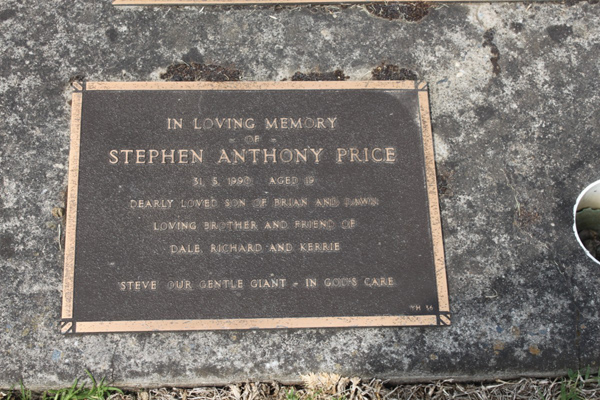 IN LOVING MEMORY
- OF -
STEPHEN ANTHONY PRICE
31. 5. 1990 AGED 19
DEARLY LOVED SON OF BRIAN AND DAWN
LOVING BROTHER AND FRIEND OF
DALE, RICHARD AND KERRIE
STEVE OUR GENTLE GIANT - IN GOD'S CARE